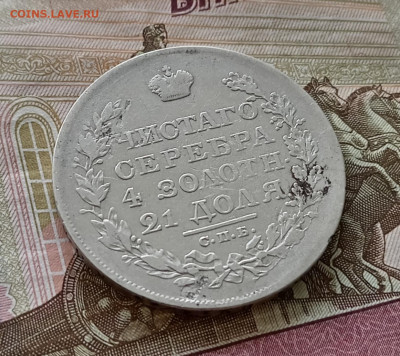 COINS.LAVE.RU
ЧИСТАГО
СЕРЕБРА
4 ЗОЛОТН.
21 ДОЛЯ
С.П.Б.